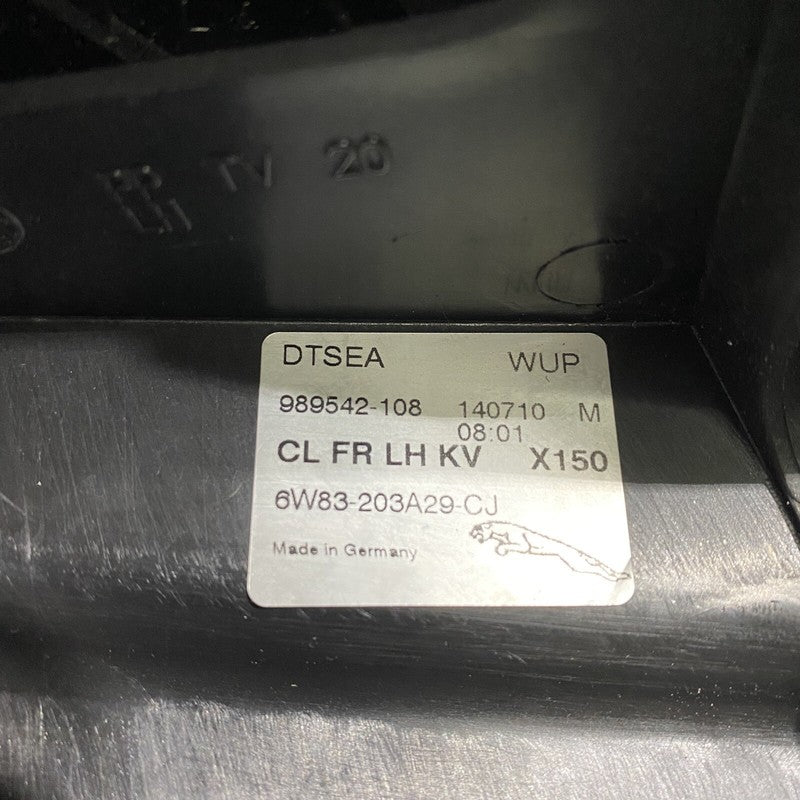 TV 20
DTSEA WUP
989542-108 140710 M
08:01
CL FR LH KV X150
6W83-203A29-CJ
Made in Germany